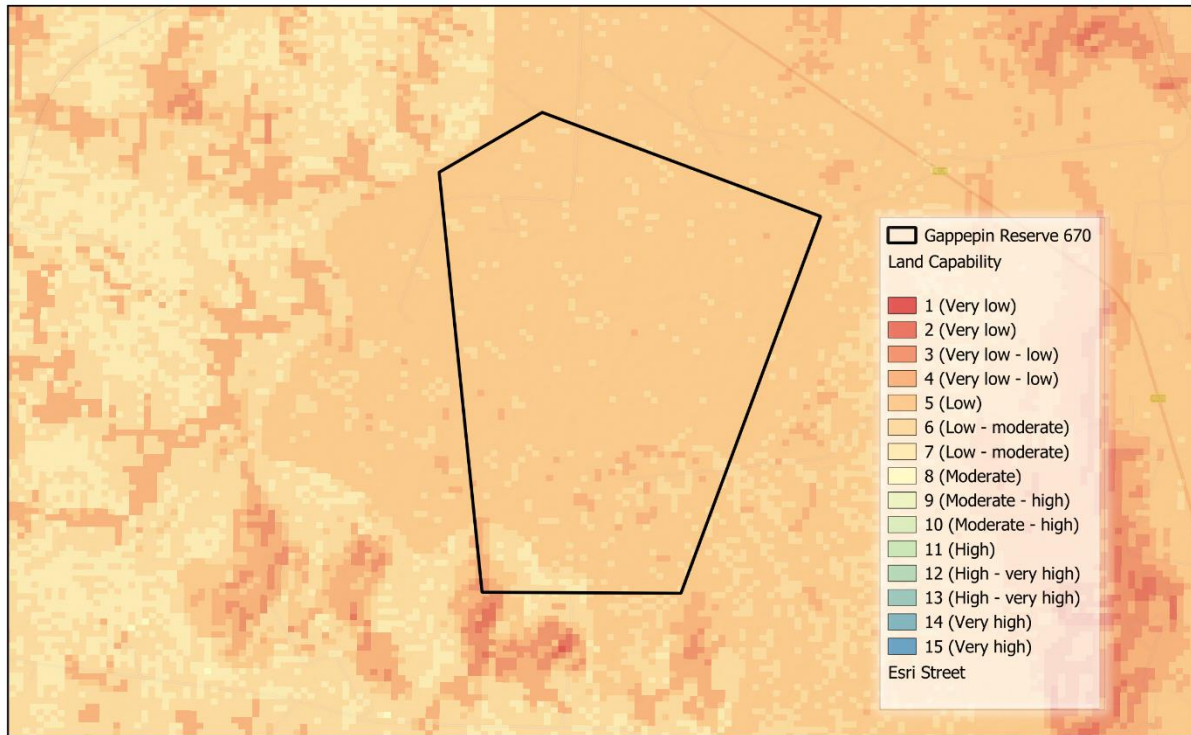 Gappepin Reserve 670
Land Capability
1 (Very low)
2 (Very low)
3 (Very low - low)
4 (Very low - low)
5 (Low)
6 (Low - moderate)
7 (Low - moderate)
8 (Moderate)
9 (Moderate - high)
10 (Moderate - high)
11 (High)
12 (High - very high)
13 (High - very high)
14 (Very high)
15 (Very high)
Esri Street